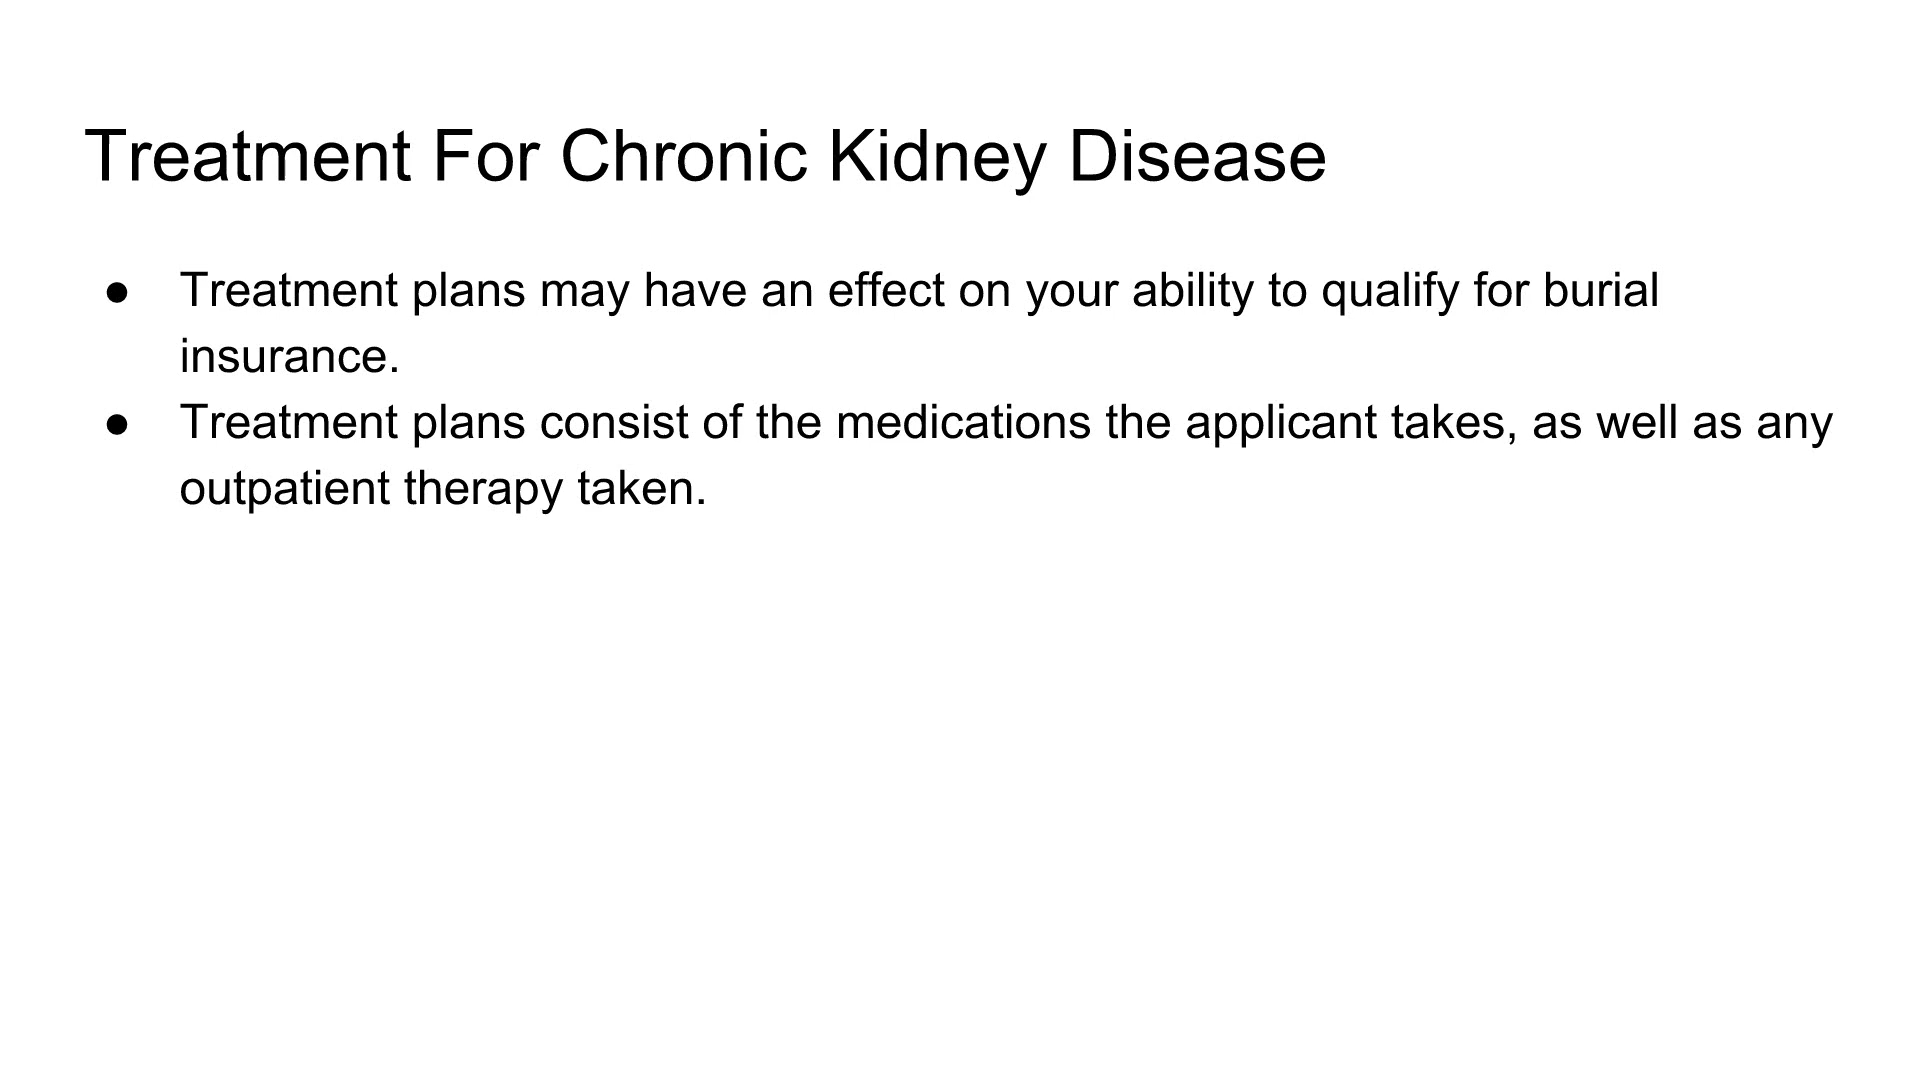 Treatment For Chronic Kidney Disease
● Treatment plans may have an effect on your ability to qualify for burial
insurance.
● Treatment plans consist of the medications the applicant takes, as well as any
outpatient therapy taken.